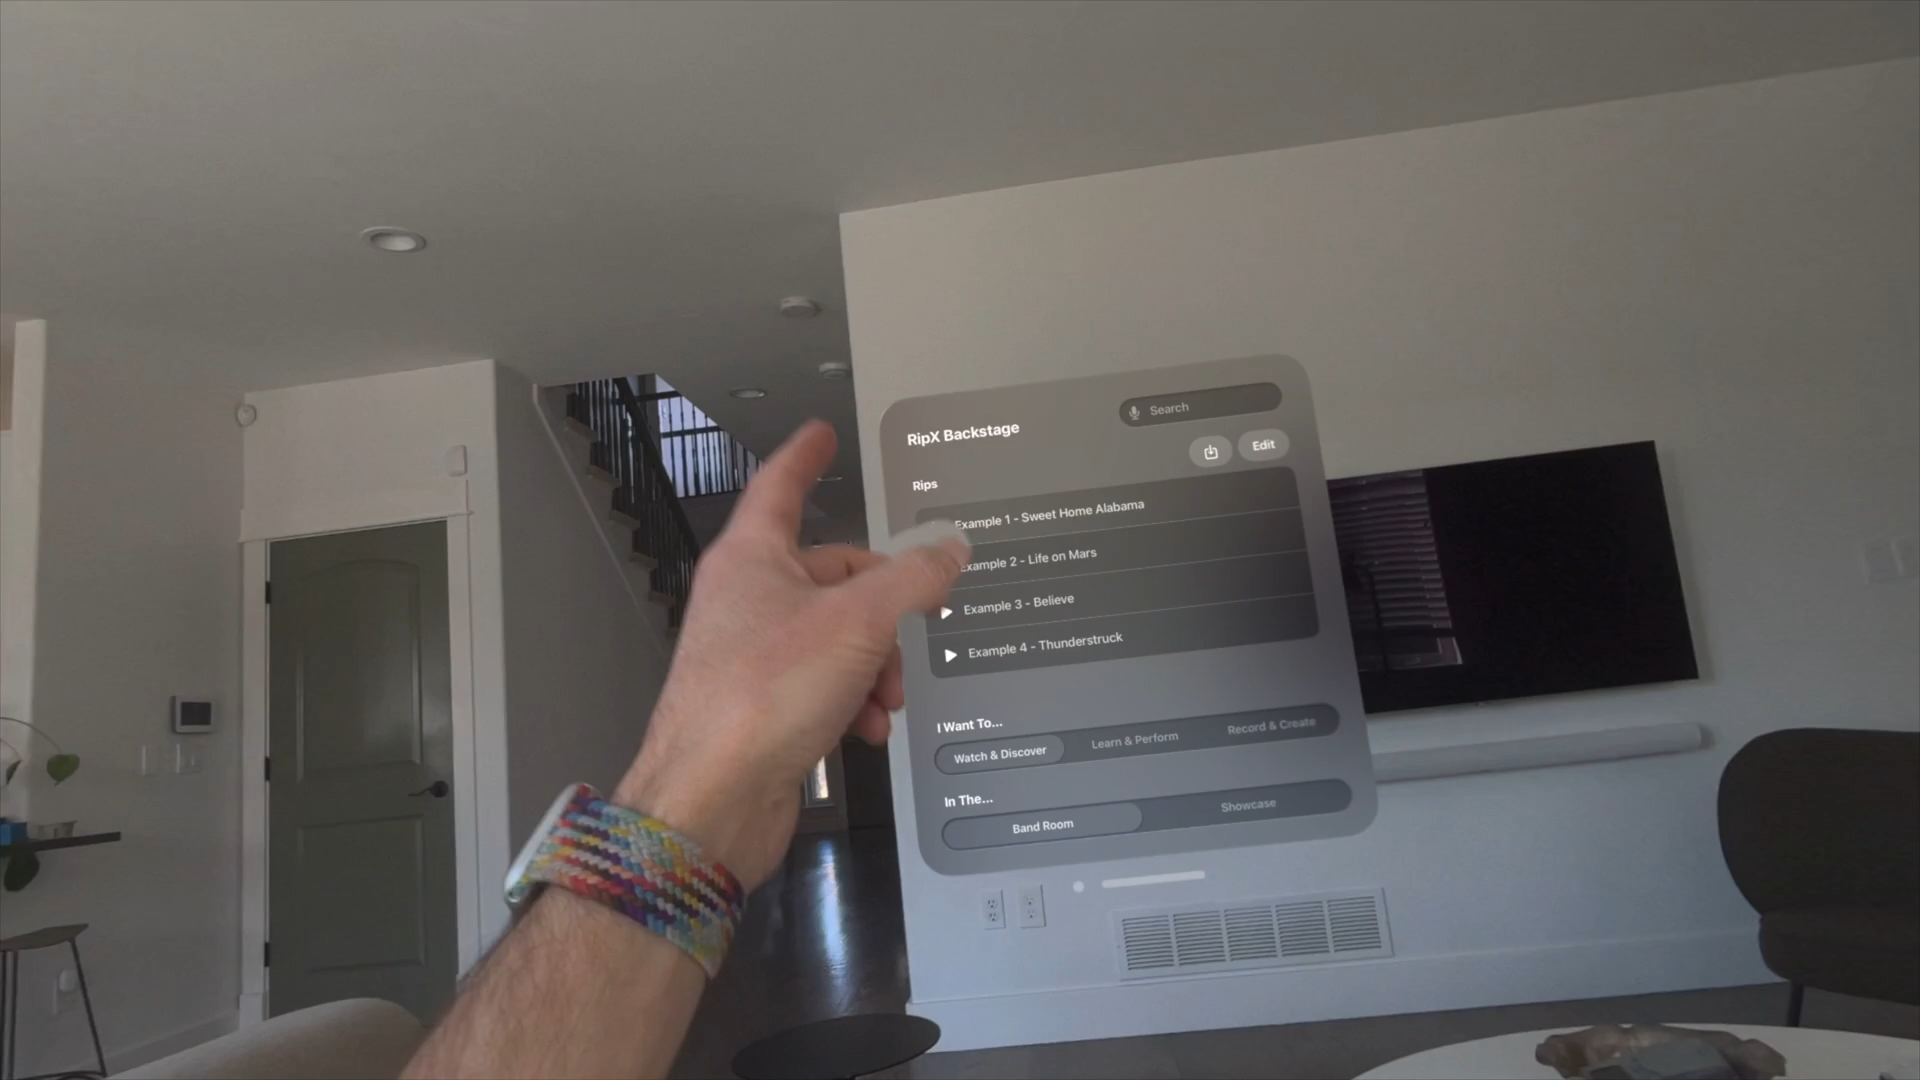 RipX Backstage
Search
Edit
Rips
Example 1 - Sweet Home Alabama
Example 2 - Life on Mars
Example 3 - Believe
Example 4 - Thunderstruck
I Want To...
Watch & Discover
Learn & Perform
Record & Create
In The...
Band Room
Showcase